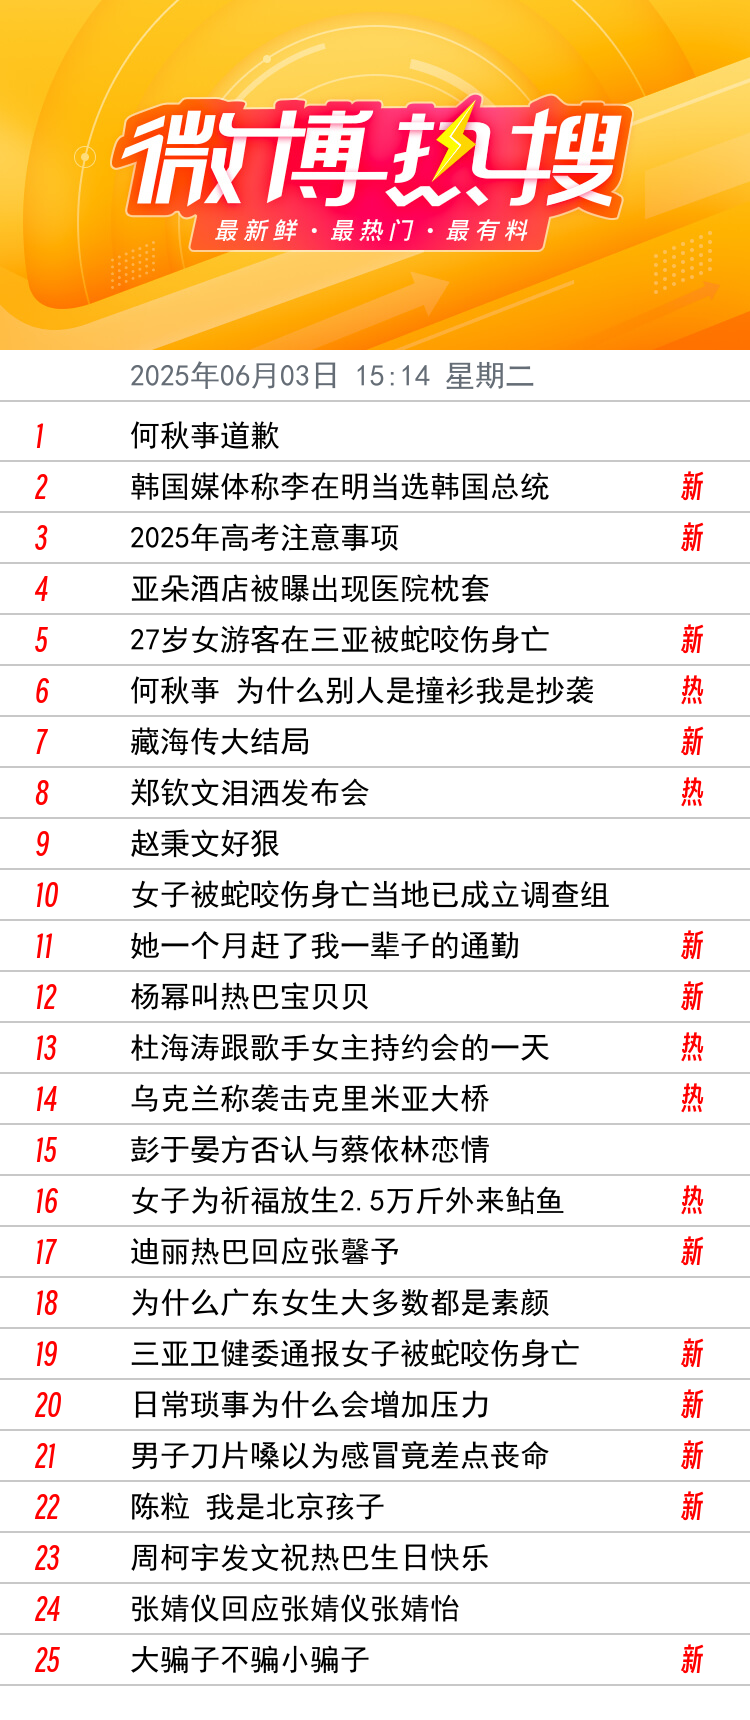 微博热搜
最新鲜·最热门·最有料
2025年06月03日 15:14 星期二
1 何秋亊道歉
2 韩国媒体称李在明当选韩国总统 新
3 2025年高考注意事项 新
4 亚朵酒店被曝出现医院枕套
5 27岁女游客在三亚被蛇咬伤身亡 新
6 何秋亊 为什么别人是撞衫我是抄袭 热
7 藏海传大结局 新
8 郑钦文泪洒发布会 热
9 赵秉文好狠
10 女子被蛇咬伤身亡当地已成立调查组
11 她一个月赶了我一辈子的通勤 新
12 杨幂叫热巴宝贝贝 新
13 杜海涛跟歌手女主持约会的一天 热
14 乌克兰称袭击克里米亚大桥 热
15 彭于晏方否认与蔡依林恋情
16 女子为祈福放生2.5万斤外来鲇鱼 热
17 迪丽热巴回应张馨予 新
18 为什么广东女生大多数都是素颜
19 三亚卫健委通报女子被蛇咬伤身亡 新
20 日常琐事为什么会增加压力 新
21 男子刀片嗓以为感冒竟差点丧命 新
22 陈粒 我是北京孩子 新
23 周柯宇发文祝热巴生日快乐
24 张婧仪回应张婧仪张婧怡
25 大骗子不骗小骗子 新